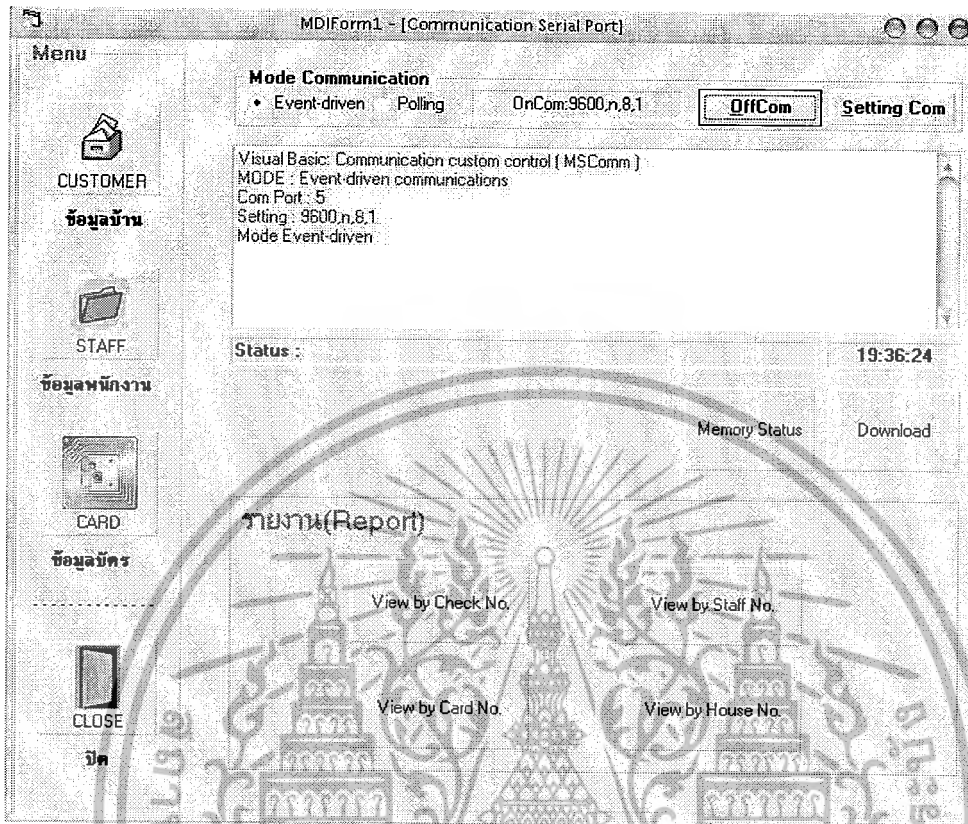 MDIForm1 - [Communication Serial Port]
Menu
CUSTOMER
ข้อมูลบ้าน
STAFF
ข้อมูลพนักงาน
CARD
ข้อมูลบัตร
CLOSE
ปิด
Mode Communication
Event-driven Polling OnCom:9600,n,8,1 OffCom Setting Com
Visual Basic: Communication custom control ( MSComm )
MODE : Event-driven communications
Com Port : 5
Setting : 9600,n,8,1
Mode Event-driven
Status : 19:36:24
Memory Status Download
รายงาน(Report)
View by Check No. View by Staff No.
View by Card No. View by House No.